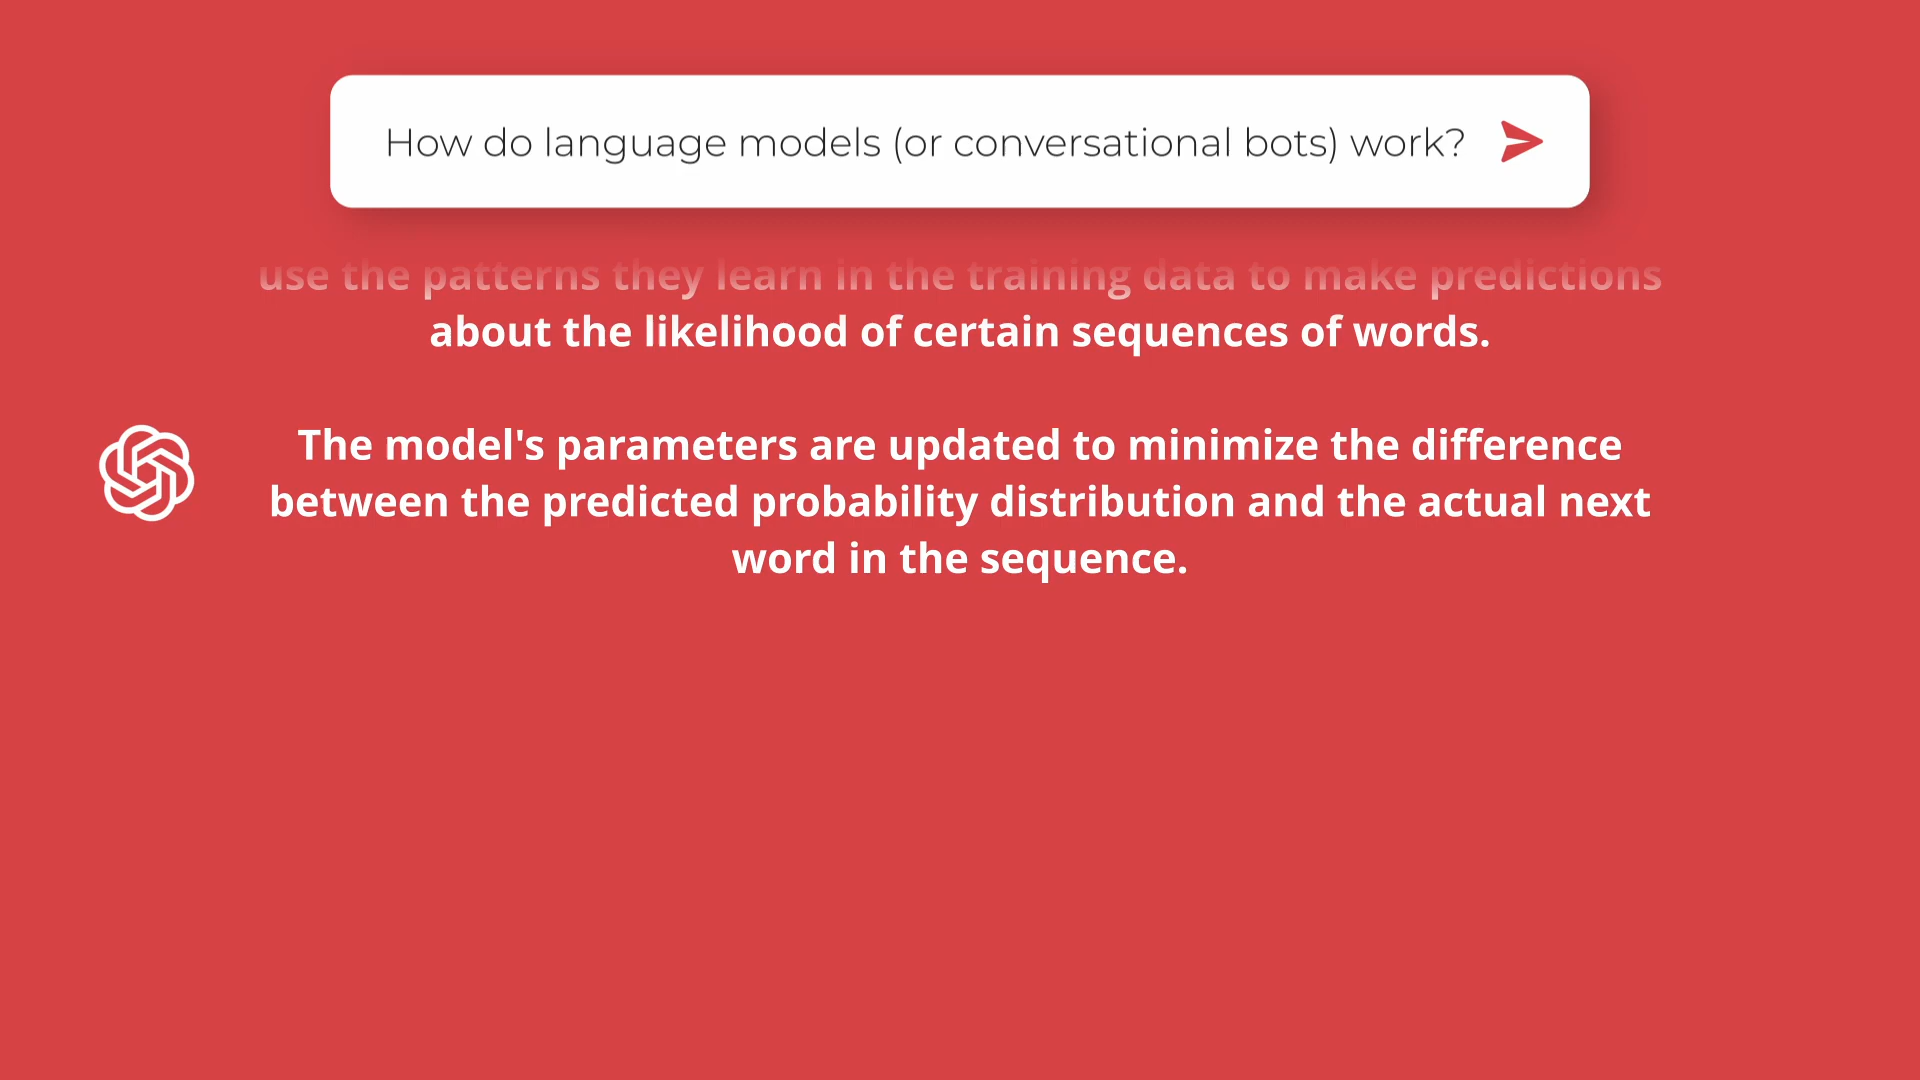 How do language models (or conversational bots) work?
use the patterns they learn in the training data to make predictions
about the likelihood of certain sequences of words.
The model's parameters are updated to minimize the difference
between the predicted probability distribution and the actual next
word in the sequence.